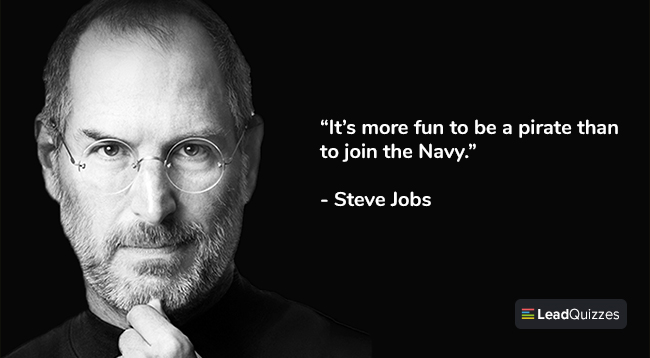 “It’s more fun to be a pirate than
to join the Navy.”
- Steve Jobs
LeadQuizzes